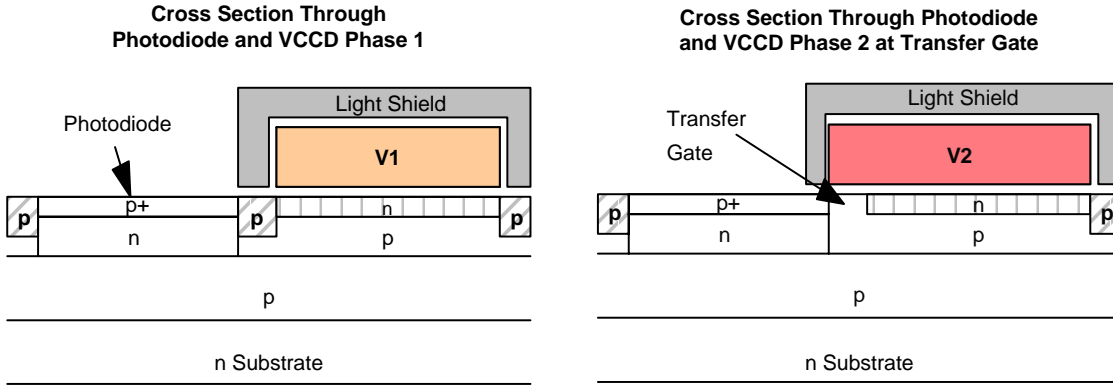 Cross Section Through
Photodiode and VCCD Phase 1
Light Shield
Photodiode
V1
p+
n
p
p
p
n
p
p
n Substrate
Cross Section Through Photodiode
and VCCD Phase 2 at Transfer Gate
Light Shield
Transfer
Gate
V2
p+
n
p
p
n
p
p
n Substrate